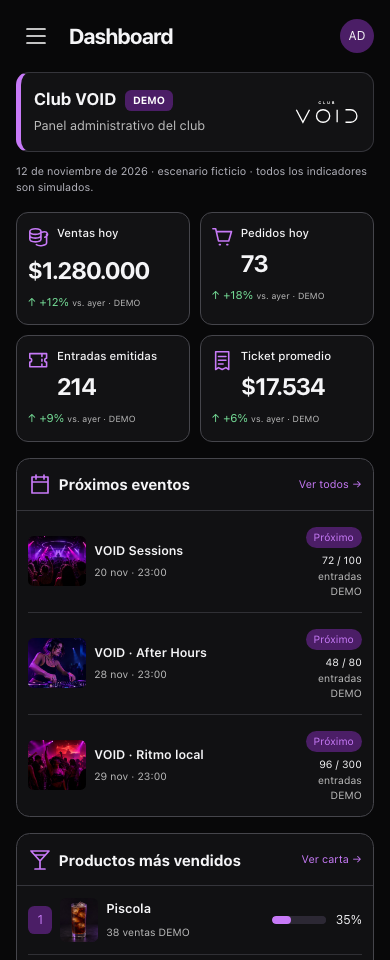 Dashboard
AD
Club VOID DEMO
Panel administrativo del club
CLUB
VOID
12 de noviembre de 2026 · escenario ficticio · todos los indicadores
son simulados.
Ventas hoy
$1.280.000
↑ +12% vs. ayer · DEMO
Pedidos hoy
73
↑ +18% vs. ayer · DEMO
Entradas emitidas
214
↑ +9% vs. ayer · DEMO
Ticket promedio
$17.534
↑ +6% vs. ayer · DEMO
Próximos eventos
Ver todos →
VOID Sessions
20 nov · 23:00
Próximo
72 / 100
entradas
DEMO
VOID · After Hours
28 nov · 23:00
Próximo
48 / 80
entradas
DEMO
VOID · Ritmo local
29 nov · 23:00
Próximo
96 / 300
entradas
DEMO
Productos más vendidos
Ver carta →
1
Piscola
38 ventas DEMO
35%